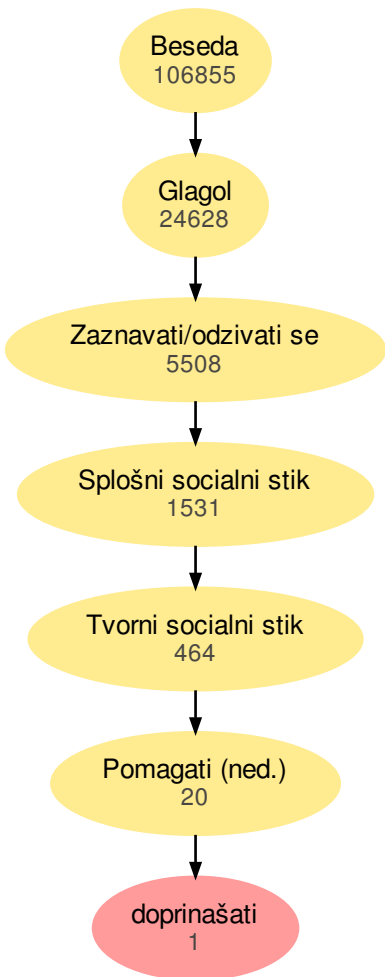 Beseda
106855
Glagol
24628
Zaznavati/odzivati se
5508
Splošni socialni stik
1531
Tvorni socialni stik
464
Pomagati (ned.)
20
doprinašati
1